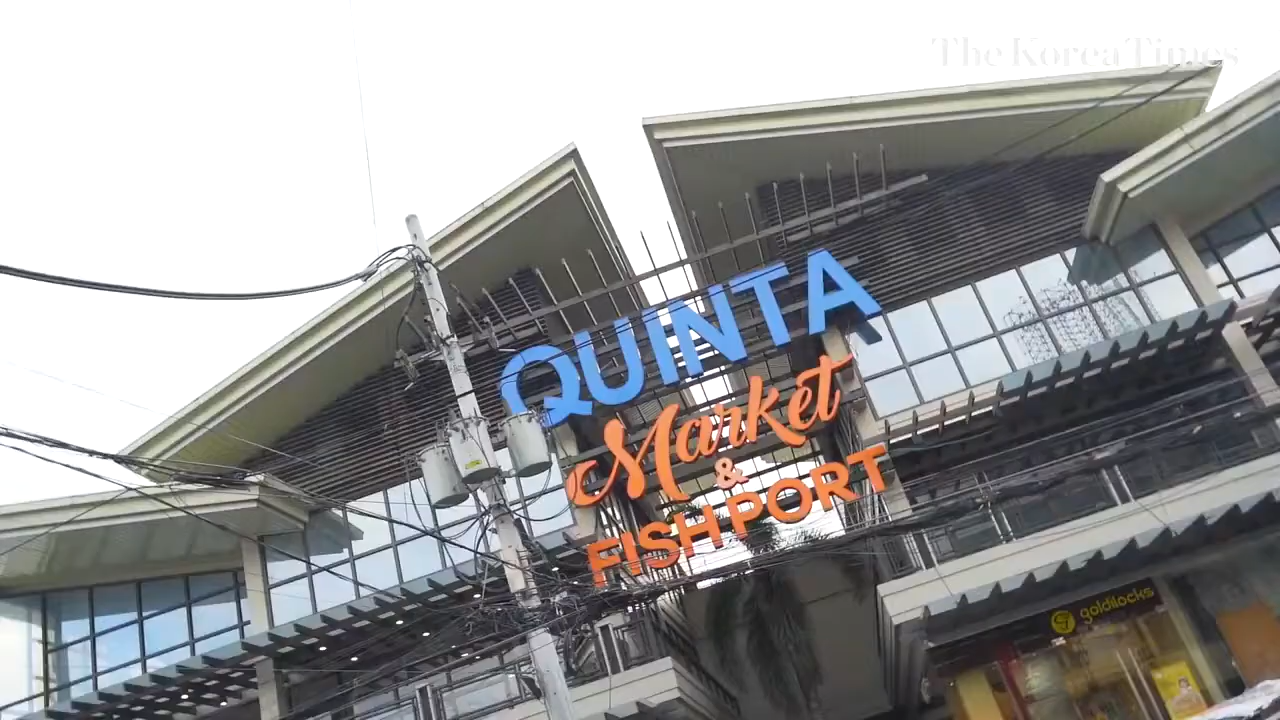 The Korea Times
QUINTA
Market
&
FISHPORT
goldilocks